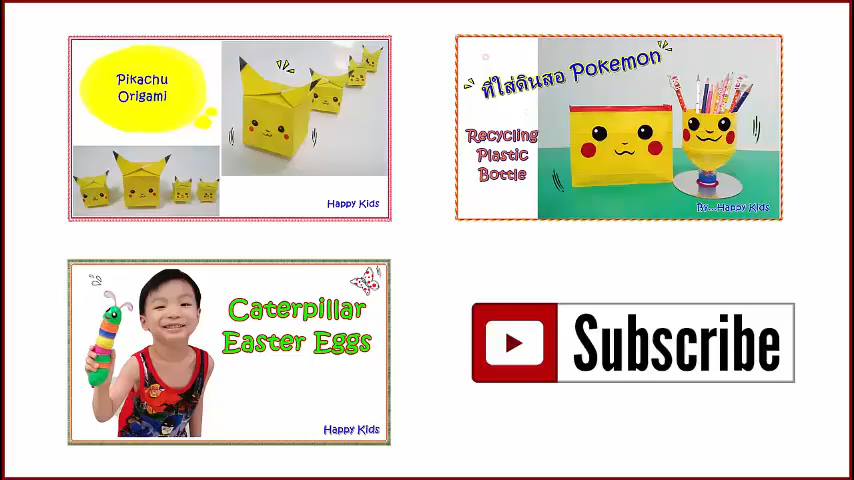 Pikachu
Origami
Happy Kids
ที่ใส่ดินสอ Pokemon
Recycling
Plastic
Bottle
By...Happy Kids
Caterpillar
Easter Eggs
Happy Kids
Subscribe